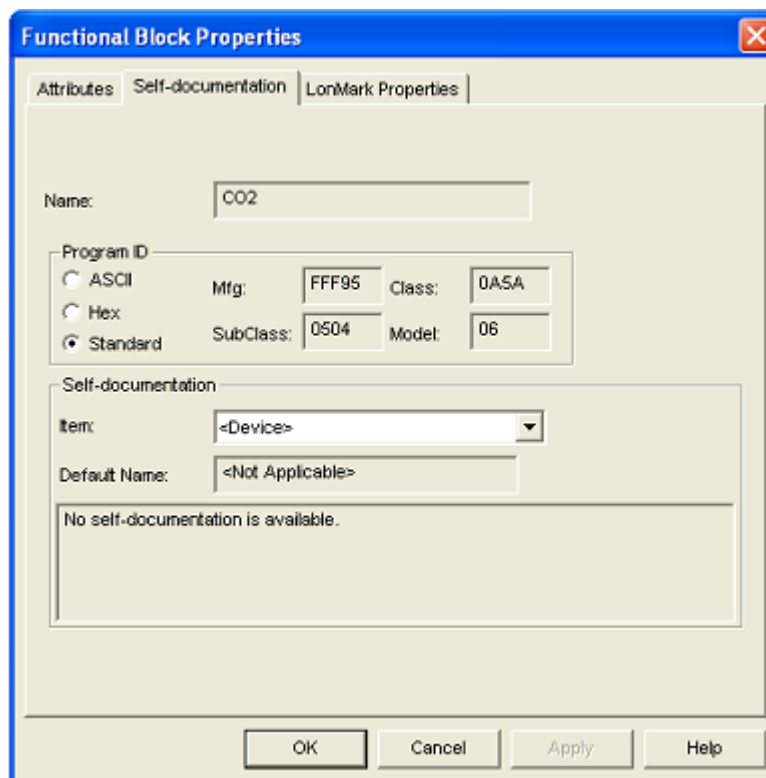 Functional Block Properties
Attributes Self-documentation LonMark Properties
Name: CO2
Program ID
ASCII
Mfg: FFF95 Class: 0A5A
Hex
SubClass: 0504 Model: 06
Standard
Self-documentation
Item: <Device>
Default Name: <Not Applicable>
No self-documentation is available.
OK Cancel Apply Help